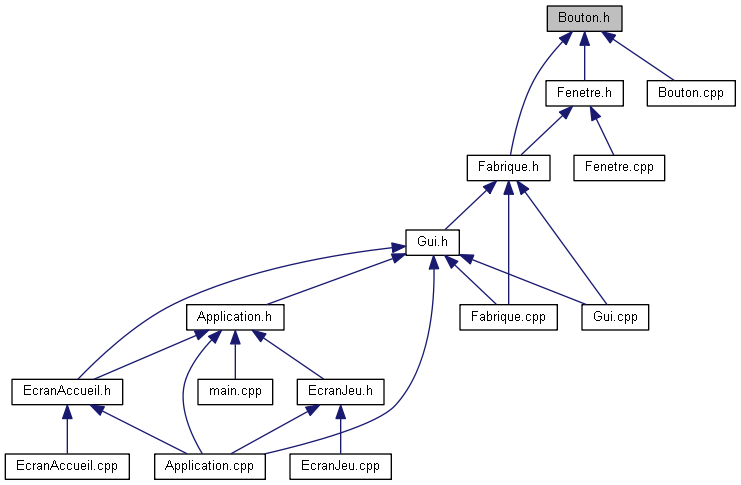 Bouton.h
Fenetre.h
Bouton.cpp
Fabrique.h
Fenetre.cpp
Gui.h
Application.h
Fabrique.cpp
Gui.cpp
EcranAccueil.h
main.cpp
EcranJeu.h
EcranAccueil.cpp
Application.cpp
EcranJeu.cpp